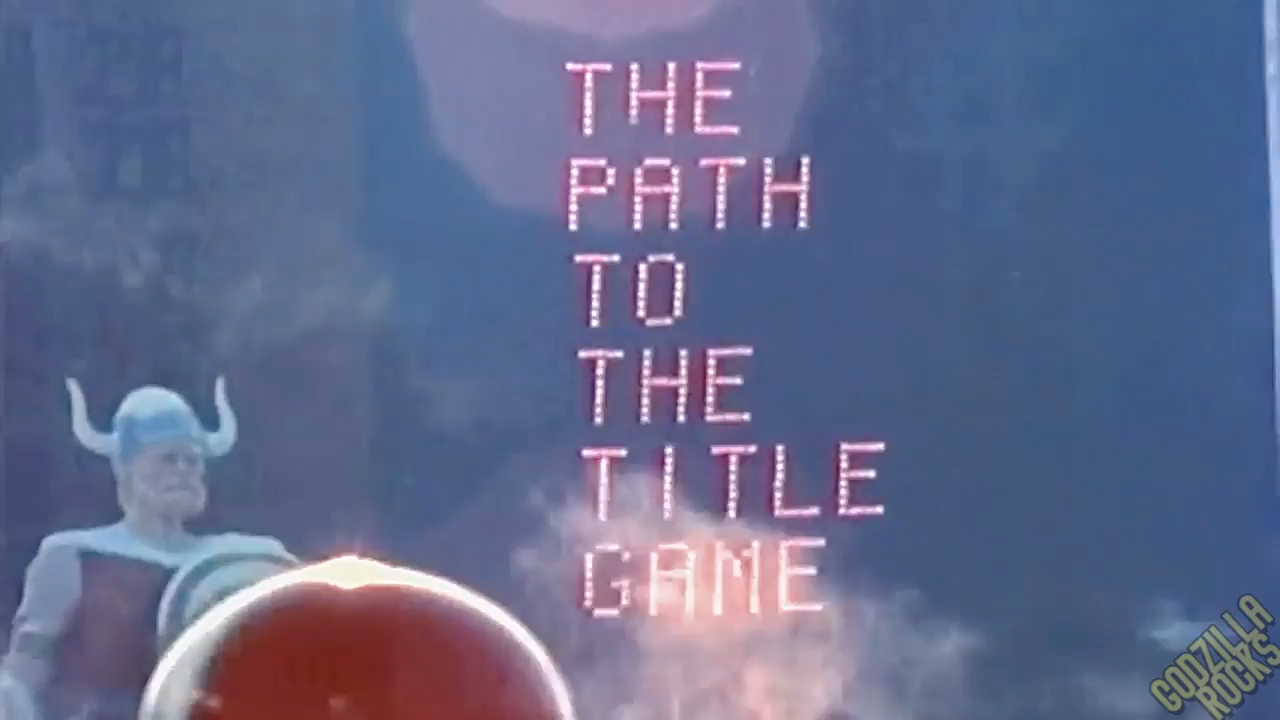 THE
PATH
TO
THE
TITLE
GAME
GODZILLA
ROCKS